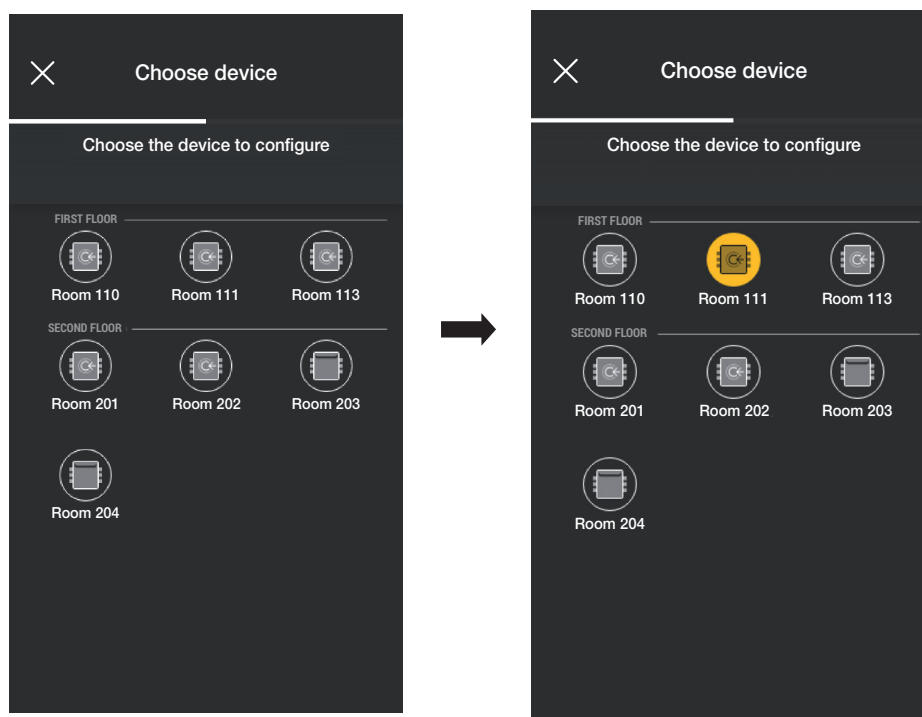 Choose device
Choose the device to configure
FIRST FLOOR
Room 110 Room 111 Room 113
SECOND FLOOR
Room 201 Room 202 Room 203
Room 204
Choose device
Choose the device to configure
FIRST FLOOR
Room 110 Room 111 Room 113
SECOND FLOOR
Room 201 Room 202 Room 203
Room 204